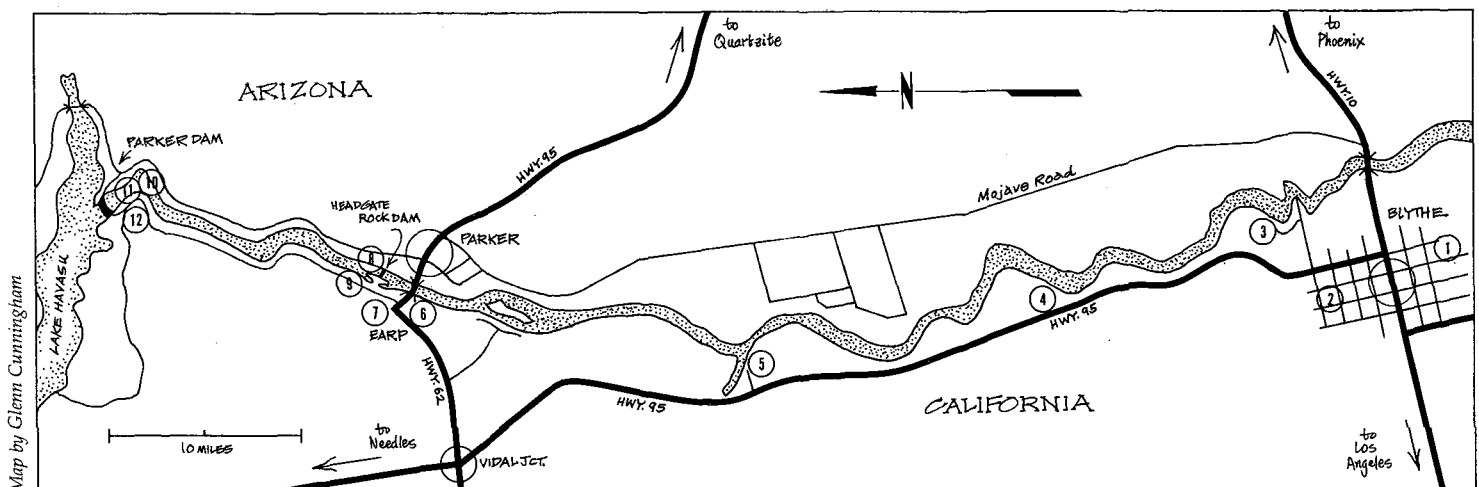 to
Quartzite
to
Phoenix
ARIZONA
N
HWY. 10
PARKER DAM
HWY. 95
Mojave Road
11
10
12
HEADGATE
ROCK DAM
PARKER
BLYTHE
3
1
8
9
2
LAKE HAVASU
7
6
4
EARP
HWY. 95
HWY. 62
5
HWY. 95
CALIFORNIA
10 MILES
to
Needles
VIDAL JCT.
to
Los
Angeles
Map by Glenn Cunningham